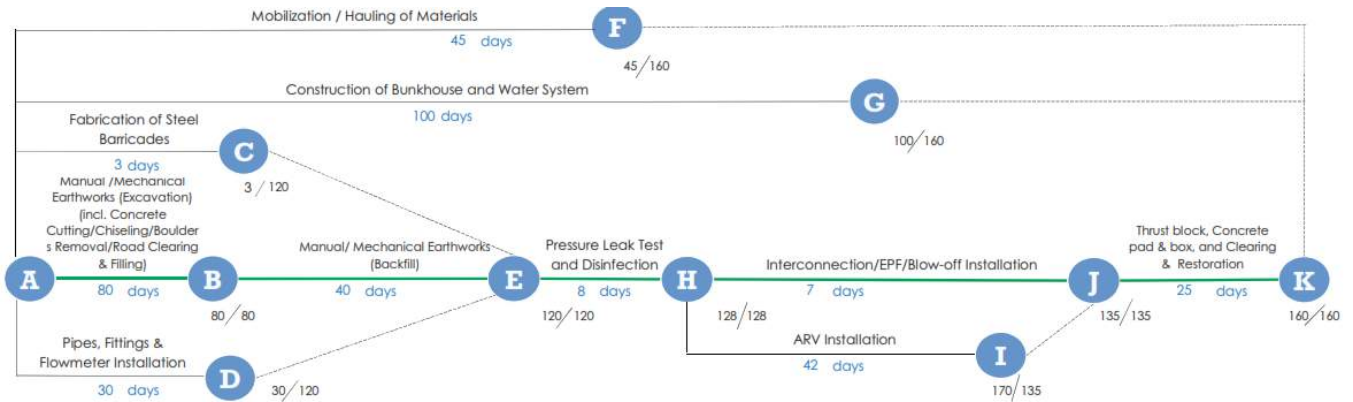 Mobilization / Hauling of Materials
45 days
F
45/160
Construction of Bunkhouse and Water System
100 days
G
100/160
Fabrication of Steel
Barricades
3 days
C
3/120
Manual /Mechanical
Earthworks (Excavation)
(incl. Concrete
Cutting/Chiseling/Boulder
s Removal/Road Clearing
& Filling)
A
80 days
B
80/80
Manual/ Mechanical Earthworks
(Backfill)
40 days
E
120/120
Pressure Leak Test
and Disinfection
8 days
H
128/128
Interconnection/EPF/Blow-off Installation
7 days
J
135/135
Thrust block, Concrete
pad & box, and Clearing
& Restoration
25 days
K
160/160
Pipes, Fittings &
Flowmeter Installation
30 days
D
30/120
ARV Installation
42 days
I
170/135